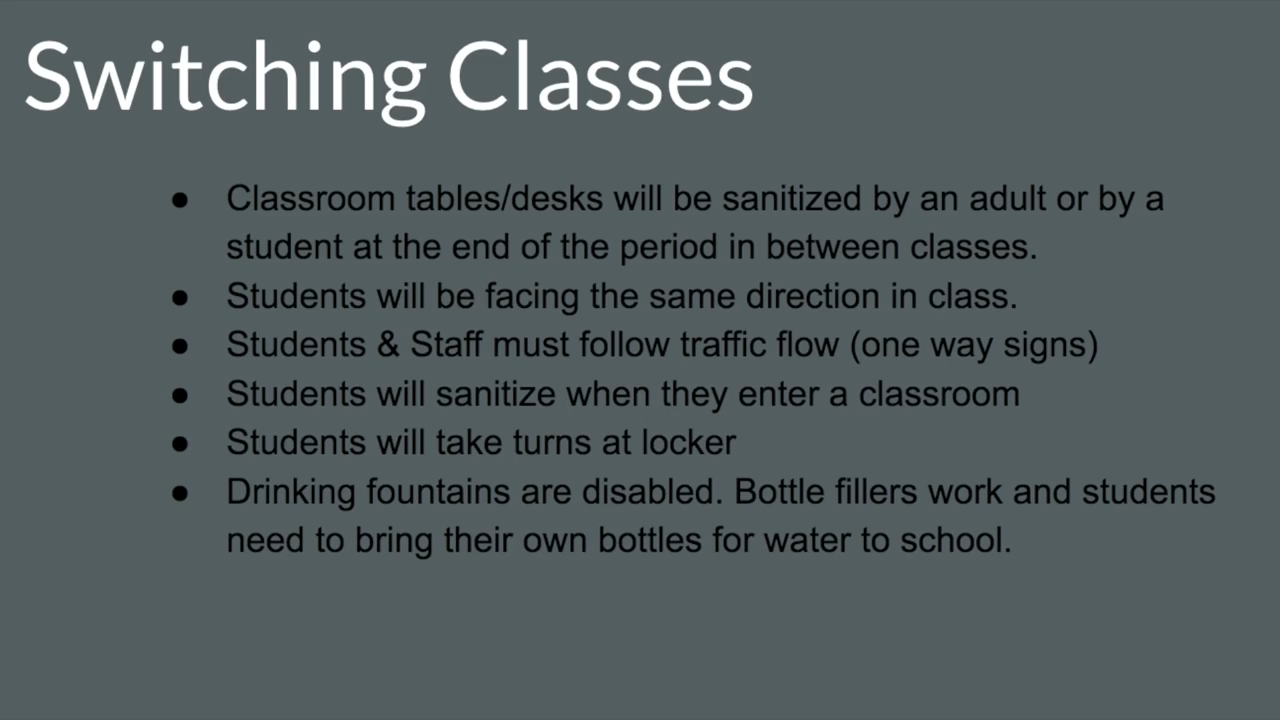 Switching Classes
● Classroom tables/desks will be sanitized by an adult or by a
student at the end of the period in between classes.
● Students will be facing the same direction in class.
● Students & Staff must follow traffic flow (one way signs)
● Students will sanitize when they enter a classroom
● Students will take turns at locker
● Drinking fountains are disabled. Bottle fillers work and students
need to bring their own bottles for water to school.